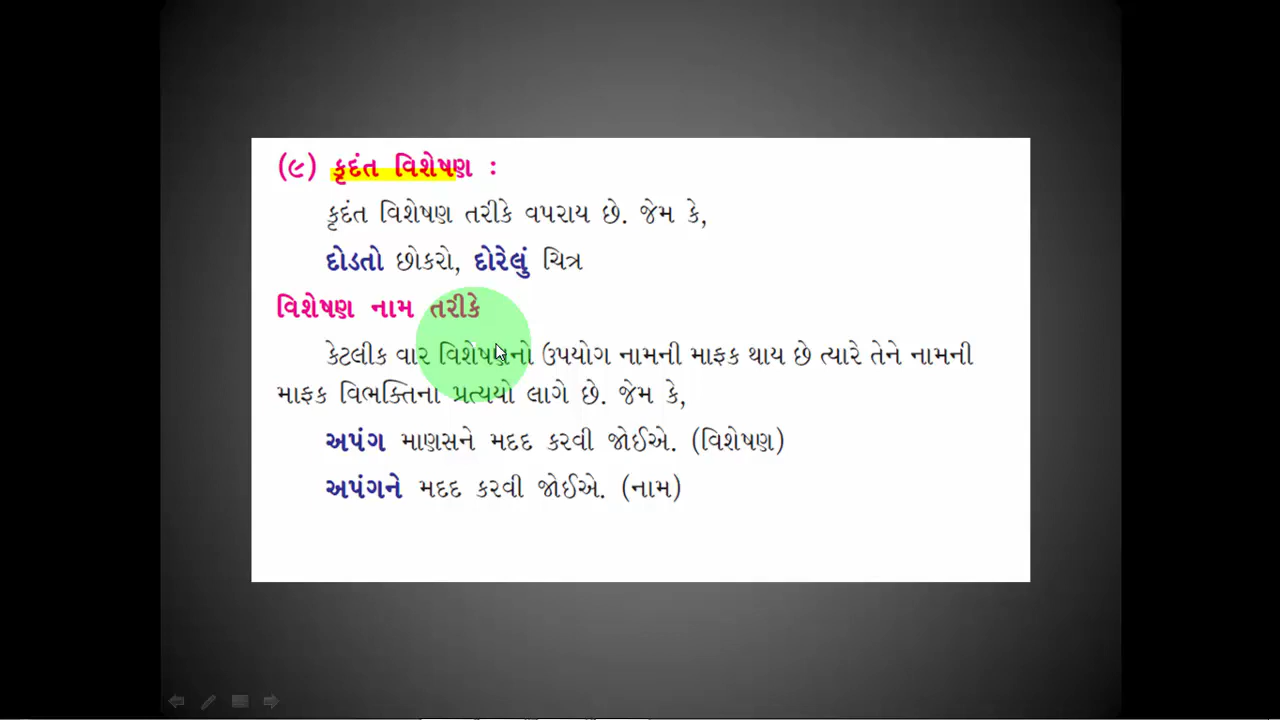 (૯) કૃદંત વિશેષણ :
કૃદંત વિશેષણ તરીકે વપરાય છે. જેમ કે,
દોડતો છોકરો, દોરેલું ચિત્ર
વિશેષણ નામ તરીકે
કેટલીક વાર વિશેષણનો ઉપયોગ નામની માફક થાય છે ત્યારે તેને નામની
માફક વિભક્તિના પ્રત્યયો લાગે છે. જેમ કે,
અપંગ માણસને મદદ કરવી જોઈએ. (વિશેષણ)
અપંગને મદદ કરવી જોઈએ. (નામ)